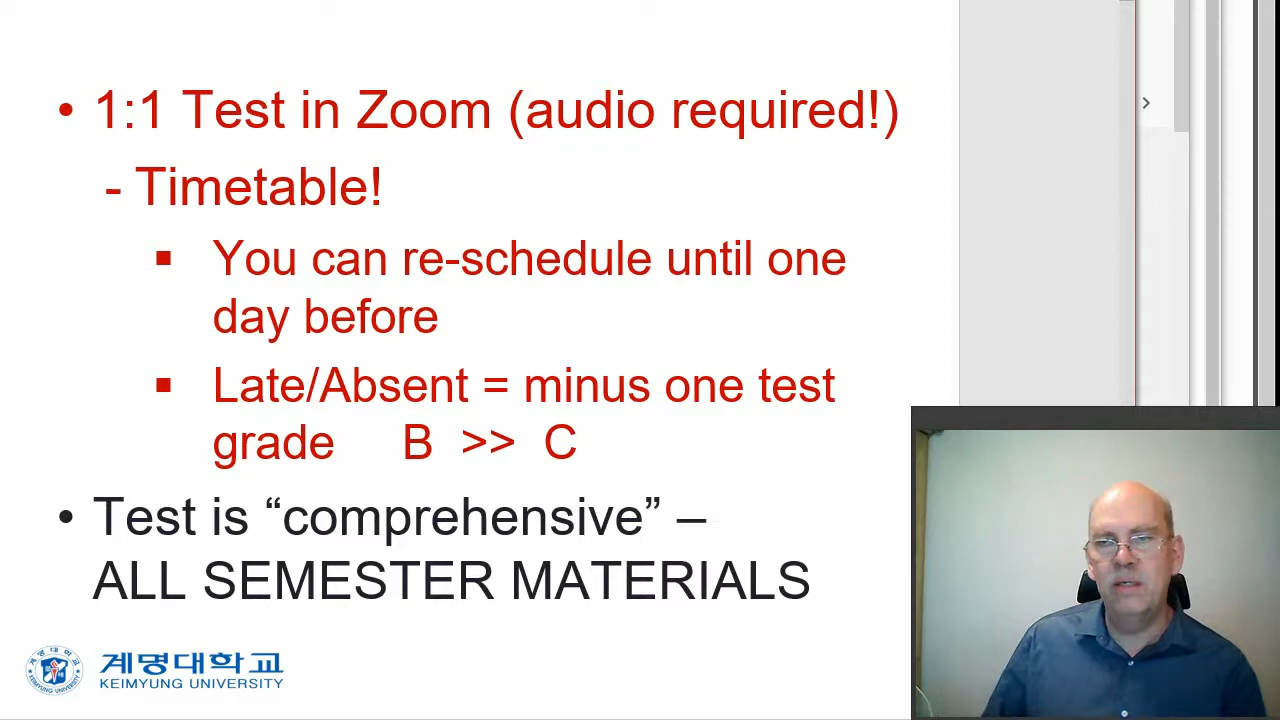 • 1:1 Test in Zoom (audio required!)
- Timetable!
▪ You can re-schedule until one
day before
▪ Late/Absent = minus one test
grade B >> C
• Test is “comprehensive” –
ALL SEMESTER MATERIALS
계명대학교
KEIMYUNG UNIVERSITY